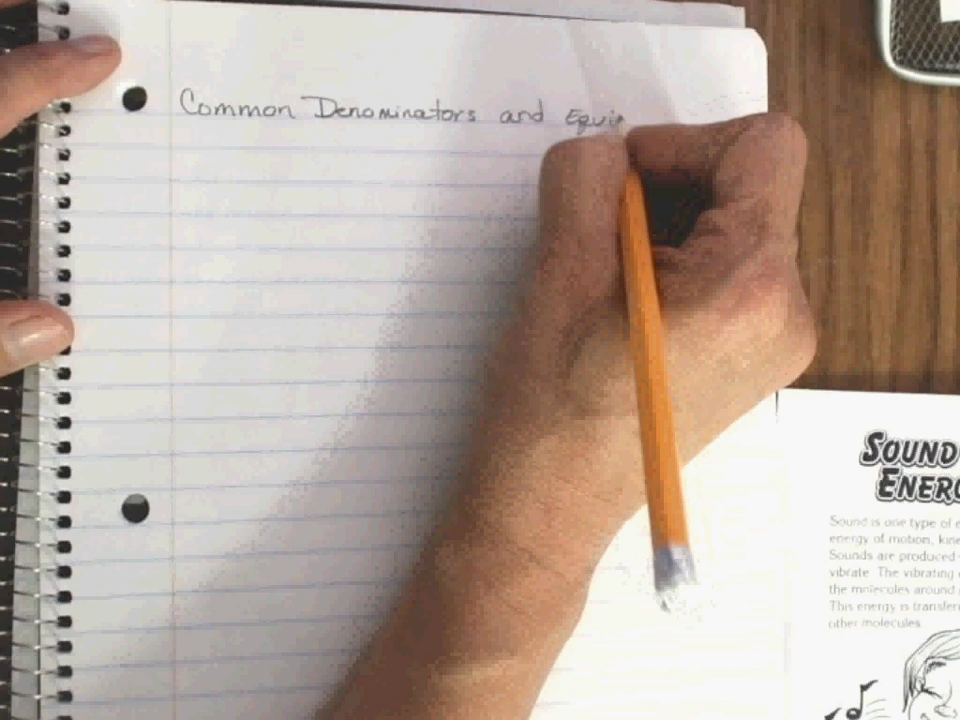 Common Denominators and Equi
SOUND
ENERG
Sound is one type of e
energy of motion, kine
Sounds are produced
vibrate. The vibrating
the molecules around
This energy is transfer
other molecules.